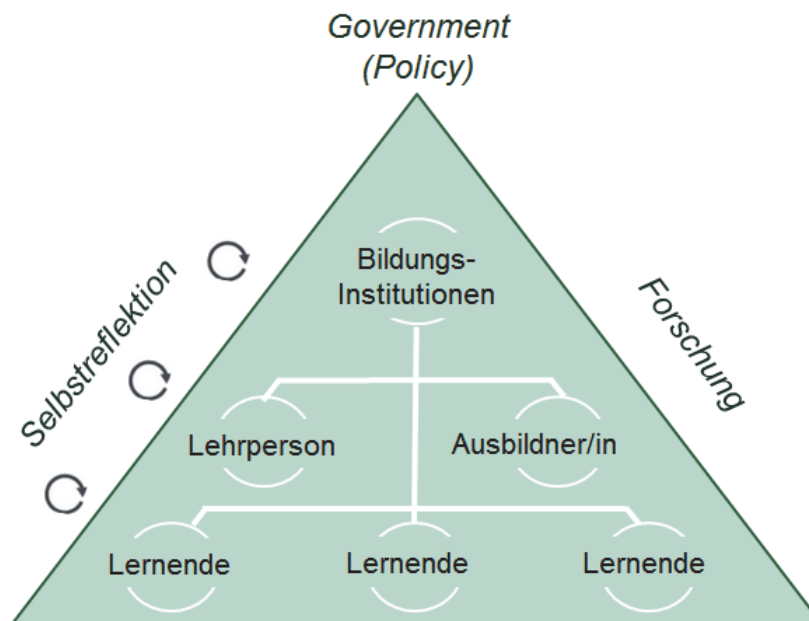 Government
(Policy)
Bildungs-
Institutionen
Selbstreflektion
Forschung
Lehrperson
Ausbildner/in
Lernende
Lernende
Lernende